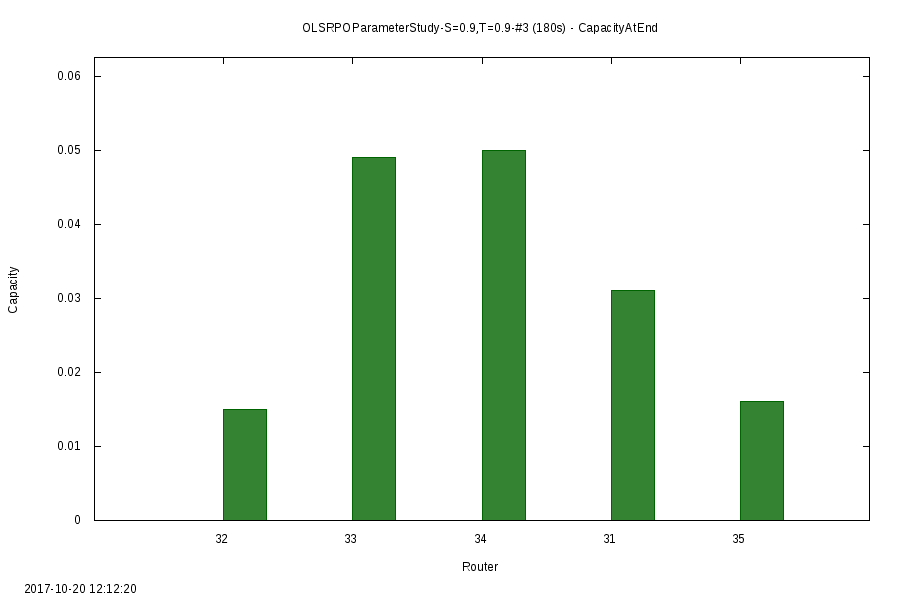 OLSRPOParameterStudy-S=0.9,T=0.9-#3 (180s) - CapacityAtEnd
0.06
0.05
0.04
0.03
0.02
0.01
0
Capacity
32 33 34 31 35
Router
2017-10-20 12:12:20